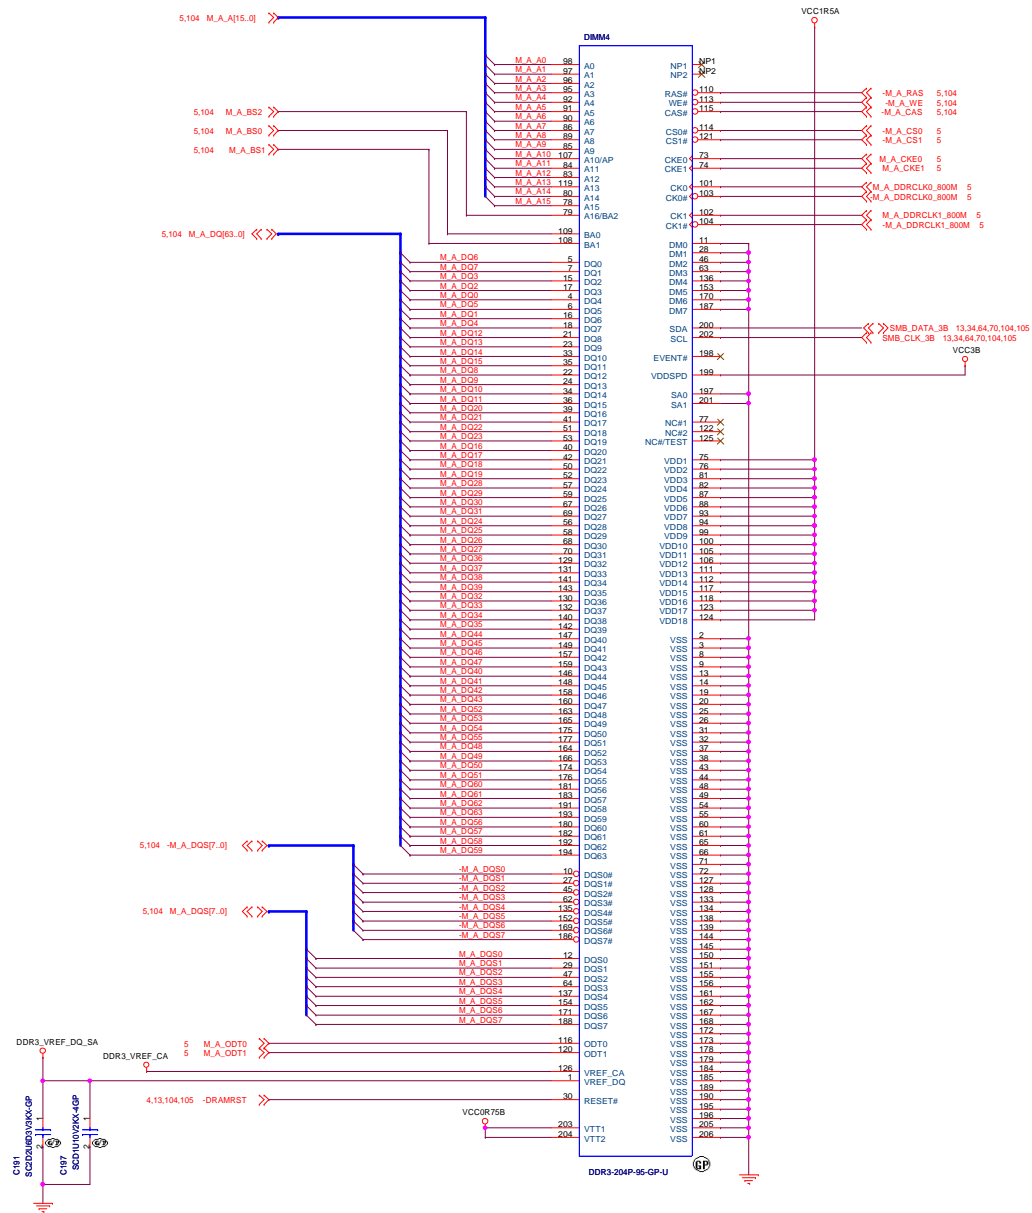 VCC1R5A
5,104 M_A_A[15..0]
DIMM4
M_A_A0 98 A0
M_A_A1 97 A1
M_A_A2 96 A2
M_A_A3 95 A3
M_A_A4 92 A4
M_A_A5 91 A5
M_A_A6 90 A6
M_A_A7 86 A7
M_A_A8 89 A8
M_A_A9 85 A9
M_A_A10 107 A10/AP
M_A_A11 84 A11
M_A_A12 83 A12
M_A_A13 119 A13
M_A_A14 80 A14
M_A_A15 78 A15
79 A16/BA2
5,104 M_A_BS2
5,104 M_A_BS0
5,104 M_A_BS1
109 BA0
108 BA1
5,104 M_A_DQ[63..0]
M_A_DQ6 5 DQ0
M_A_DQ7 7 DQ1
M_A_DQ3 15 DQ2
M_A_DQ2 17 DQ3
M_A_DQ0 4 DQ4
M_A_DQ5 6 DQ5
M_A_DQ1 16 DQ6
M_A_DQ4 18 DQ7
M_A_DQ12 21 DQ8
M_A_DQ13 23 DQ9
M_A_DQ14 33 DQ10
M_A_DQ15 35 DQ11
M_A_DQ8 22 DQ12
M_A_DQ9 24 DQ13
M_A_DQ10 34 DQ14
M_A_DQ11 36 DQ15
M_A_DQ20 39 DQ16
M_A_DQ21 41 DQ17
M_A_DQ22 51 DQ18
M_A_DQ23 53 DQ19
M_A_DQ16 40 DQ20
M_A_DQ17 42 DQ21
M_A_DQ18 50 DQ22
M_A_DQ19 52 DQ23
M_A_DQ28 57 DQ24
M_A_DQ29 59 DQ25
M_A_DQ30 67 DQ26
M_A_DQ31 69 DQ27
M_A_DQ24 56 DQ28
M_A_DQ25 58 DQ29
M_A_DQ26 68 DQ30
M_A_DQ27 70 DQ31
M_A_DQ36 129 DQ32
M_A_DQ37 131 DQ33
M_A_DQ38 141 DQ34
M_A_DQ39 143 DQ35
M_A_DQ32 130 DQ36
M_A_DQ33 132 DQ37
M_A_DQ34 140 DQ38
M_A_DQ35 142 DQ39
M_A_DQ44 147 DQ40
M_A_DQ45 149 DQ41
M_A_DQ46 157 DQ42
M_A_DQ47 159 DQ43
M_A_DQ40 146 DQ44
M_A_DQ41 148 DQ45
M_A_DQ42 158 DQ46
M_A_DQ43 160 DQ47
M_A_DQ52 163 DQ48
M_A_DQ53 165 DQ49
M_A_DQ54 175 DQ50
M_A_DQ55 177 DQ51
M_A_DQ48 164 DQ52
M_A_DQ49 166 DQ53
M_A_DQ50 174 DQ54
M_A_DQ51 176 DQ55
M_A_DQ60 181 DQ56
M_A_DQ61 183 DQ57
M_A_DQ62 191 DQ58
M_A_DQ63 193 DQ59
M_A_DQ56 180 DQ60
M_A_DQ57 182 DQ61
M_A_DQ58 192 DQ62
M_A_DQ59 194 DQ63
5,104 -M_A_DQS[7..0]
-M_A_DQS0 10 DQS0#
-M_A_DQS1 27 DQS1#
-M_A_DQS2 45 DQS2#
-M_A_DQS3 62 DQS3#
-M_A_DQS4 135 DQS4#
-M_A_DQS5 152 DQS5#
-M_A_DQS6 169 DQS6#
-M_A_DQS7 186 DQS7#
5,104 M_A_DQS[7..0]
M_A_DQS0 12 DQS0
M_A_DQS1 29 DQS1
M_A_DQS2 47 DQS2
M_A_DQS3 64 DQS3
M_A_DQS4 137 DQS4
M_A_DQS5 154 DQS5
M_A_DQS6 171 DQS6
M_A_DQS7 188 DQS7
5 M_A_ODT0 116 ODT0
5 M_A_ODT1 120 ODT1
DDR3_VREF_DQ_SA
DDR3_VREF_CA
126 VREF_CA
1 VREF_DQ
4,13,104,105 -DRAMRST 30 RESET#
VCC0R75B
203 VTT1
204 VTT2
C191
SC2D2U6D3V3KX-GP
1
2
GP
C197
SCD1U10V2KX-4GP
1
2
GP
NP1 NP1
NP2 NP2
RAS# 110 -M_A_RAS 5,104
WE# 113 -M_A_WE 5,104
CAS# 115 -M_A_CAS 5,104
CS0# 114 -M_A_CS0 5
CS1# 121 -M_A_CS1 5
CKE0 73 M_A_CKE0 5
CKE1 74 M_A_CKE1 5
CK0 101 M_A_DDRCLK0_800M 5
CK0# 103 -M_A_DDRCLK0_800M 5
CK1 102 M_A_DDRCLK1_800M 5
CK1# 104 -M_A_DDRCLK1_800M 5
DM0 11
DM1 28
DM2 46
DM3 63
DM4 136
DM5 153
DM6 170
DM7 187
SDA 200 SMB_DATA_3B 13,34,64,70,104,105
SCL 202 SMB_CLK_3B 13,34,64,70,104,105
VCC3B
EVENT# 198
VDDSPD 199
SA0 197
SA1 201
NC#1 77
NC#2 122
NC#/TEST 125
VDD1 75
VDD2 76
VDD3 81
VDD4 82
VDD5 87
VDD6 88
VDD7 93
VDD8 94
VDD9 99
VDD10 100
VDD11 105
VDD12 106
VDD13 111
VDD14 112
VDD15 117
VDD16 118
VDD17 123
VDD18 124
VSS 2
VSS 3
VSS 8
VSS 9
VSS 13
VSS 14
VSS 19
VSS 20
VSS 25
VSS 26
VSS 31
VSS 32
VSS 37
VSS 38
VSS 43
VSS 44
VSS 48
VSS 49
VSS 54
VSS 55
VSS 60
VSS 61
VSS 65
VSS 66
VSS 71
VSS 72
VSS 127
VSS 128
VSS 133
VSS 134
VSS 138
VSS 139
VSS 144
VSS 145
VSS 150
VSS 151
VSS 155
VSS 156
VSS 161
VSS 162
VSS 167
VSS 168
VSS 172
VSS 173
VSS 178
VSS 179
VSS 184
VSS 185
VSS 189
VSS 190
VSS 195
VSS 196
VSS 205
VSS 206
DDR3-204P-95-GP-U
GP